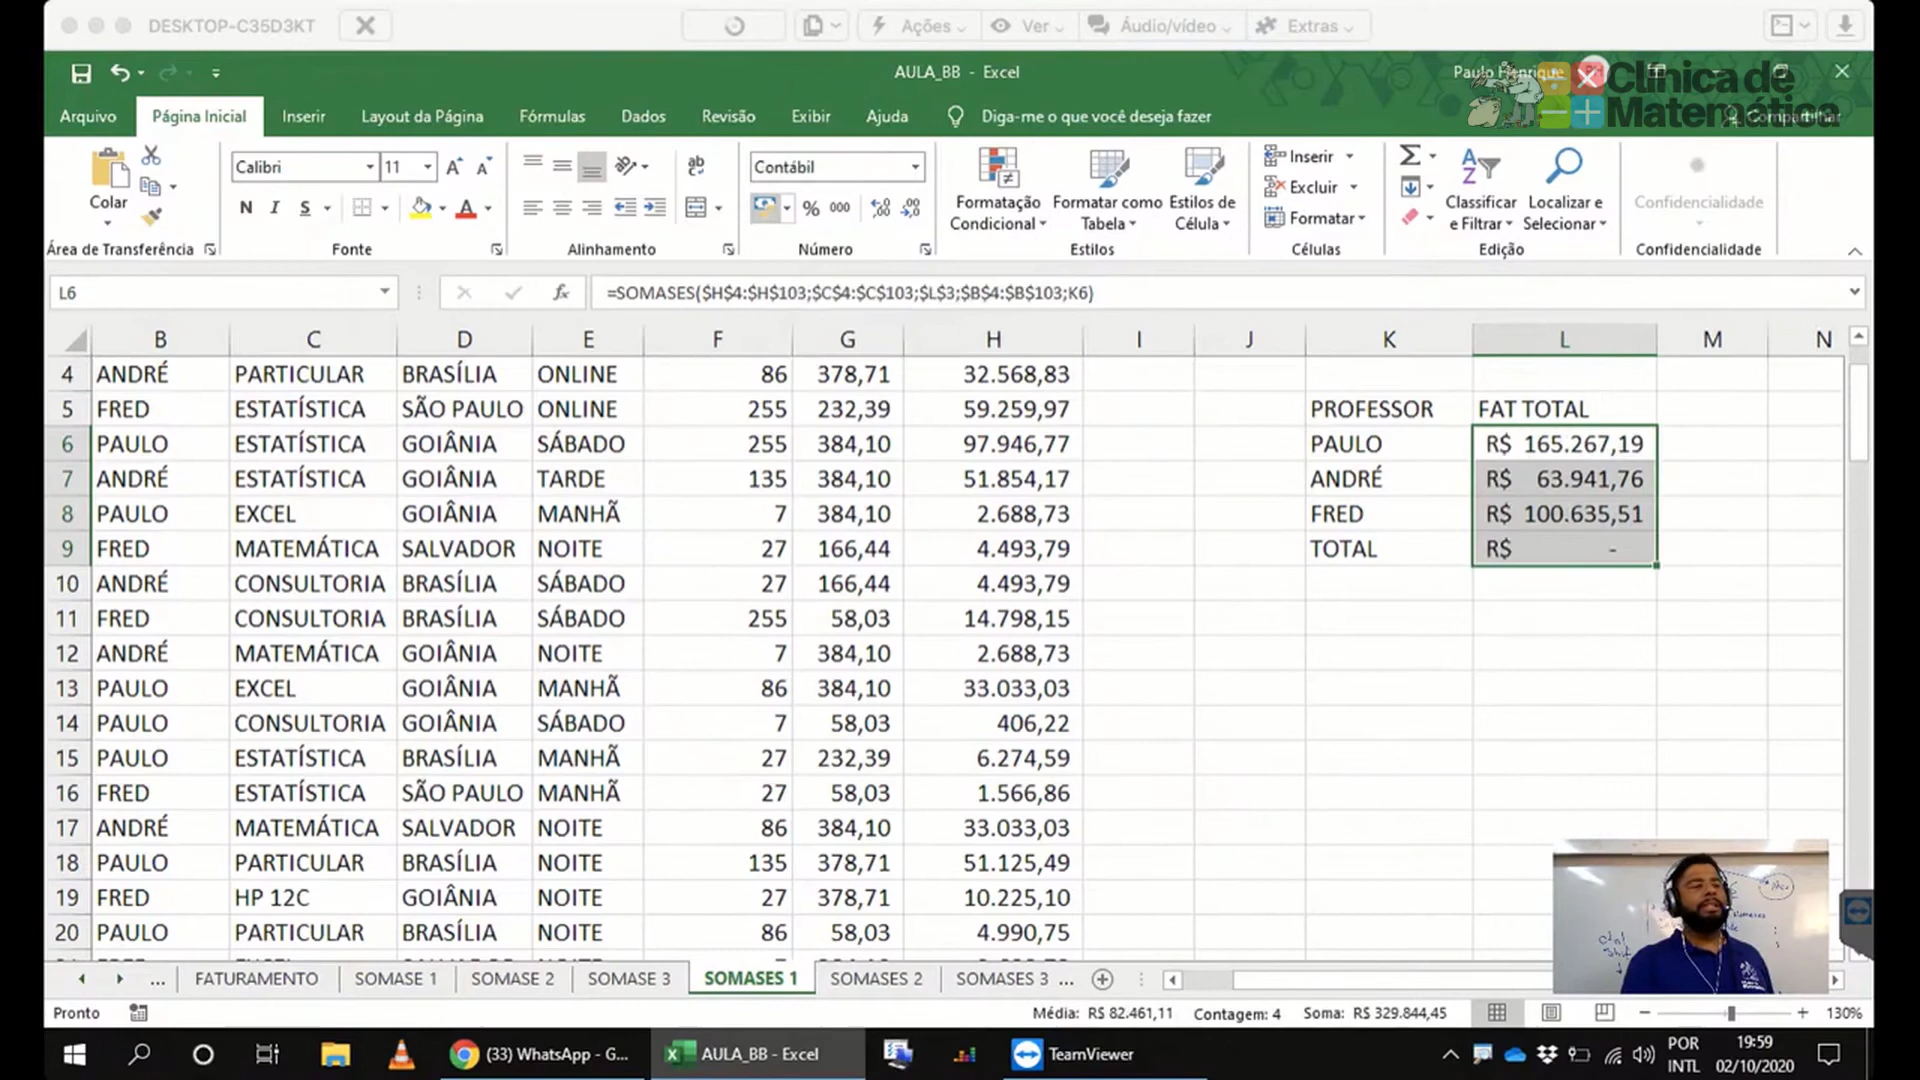 DESKTOP-C35D3KT Ações Ver Áudio/vídeo Extras
AULA_BB - Excel Paulo Henrique
Clínica de
Matemática
Arquivo Página Inicial Inserir Layout da Página Fórmulas Dados Revisão Exibir Ajuda Diga-me o que você deseja fazer Compartilhar
Colar Calibri 11 Contábil
N I S % 000
Formatação
Condicional
Formatar como
Tabela
Estilos de
Célula
Inserir
Excluir
Formatar
Classificar
e Filtrar
Localizar e
Selecionar
Confidencialidade
Área de Transferência Fonte Alinhamento Número Estilos Células Edição Confidencialidade
L6 fx =SOMASES($H$4:$H$103;$C$4:$C$103;$L$3;$B$4:$B$103;K6)
B C D E F G H I J K L M N
4 ANDRÉ PARTICULAR BRASÍLIA ONLINE 86 378,71 32.568,83
5 FRED ESTATÍSTICA SÃO PAULO ONLINE 255 232,39 59.259,97 PROFESSOR FAT TOTAL
6 PAULO ESTATÍSTICA GOIÂNIA SÁBADO 255 384,10 97.946,77 PAULO R$ 165.267,19
7 ANDRÉ ESTATÍSTICA GOIÂNIA TARDE 135 384,10 51.854,17 ANDRÉ R$ 63.941,76
8 PAULO EXCEL GOIÂNIA MANHÃ 7 384,10 2.688,73 FRED R$ 100.635,51
9 FRED MATEMÁTICA SALVADOR NOITE 27 166,44 4.493,79 TOTAL R$ -
10 ANDRÉ CONSULTORIA BRASÍLIA SÁBADO 27 166,44 4.493,79
11 FRED CONSULTORIA BRASÍLIA SÁBADO 255 58,03 14.798,15
12 ANDRÉ MATEMÁTICA GOIÂNIA NOITE 7 384,10 2.688,73
13 PAULO EXCEL GOIÂNIA MANHÃ 86 384,10 33.033,03
14 PAULO CONSULTORIA GOIÂNIA SÁBADO 7 58,03 406,22
15 PAULO ESTATÍSTICA BRASÍLIA MANHÃ 27 232,39 6.274,59
16 FRED ESTATÍSTICA SÃO PAULO MANHÃ 27 58,03 1.566,86
17 ANDRÉ MATEMÁTICA SALVADOR NOITE 86 384,10 33.033,03
18 PAULO PARTICULAR BRASÍLIA NOITE 135 378,71 51.125,49
19 FRED HP 12C GOIÂNIA NOITE 27 378,71 10.225,10
20 PAULO PARTICULAR BRASÍLIA NOITE 86 58,03 4.990,75
... FATURAMENTO SOMASE 1 SOMASE 2 SOMASE 3 SOMASES 1 SOMASES 2 SOMASES 3 ...
Pronto Média: R$ 82.461,11 Contagem: 4 Soma: R$ 329.844,45 130%
(33) WhatsApp - G... AULA_BB - Excel TeamViewer POR 19:59
INTL 02/10/2020